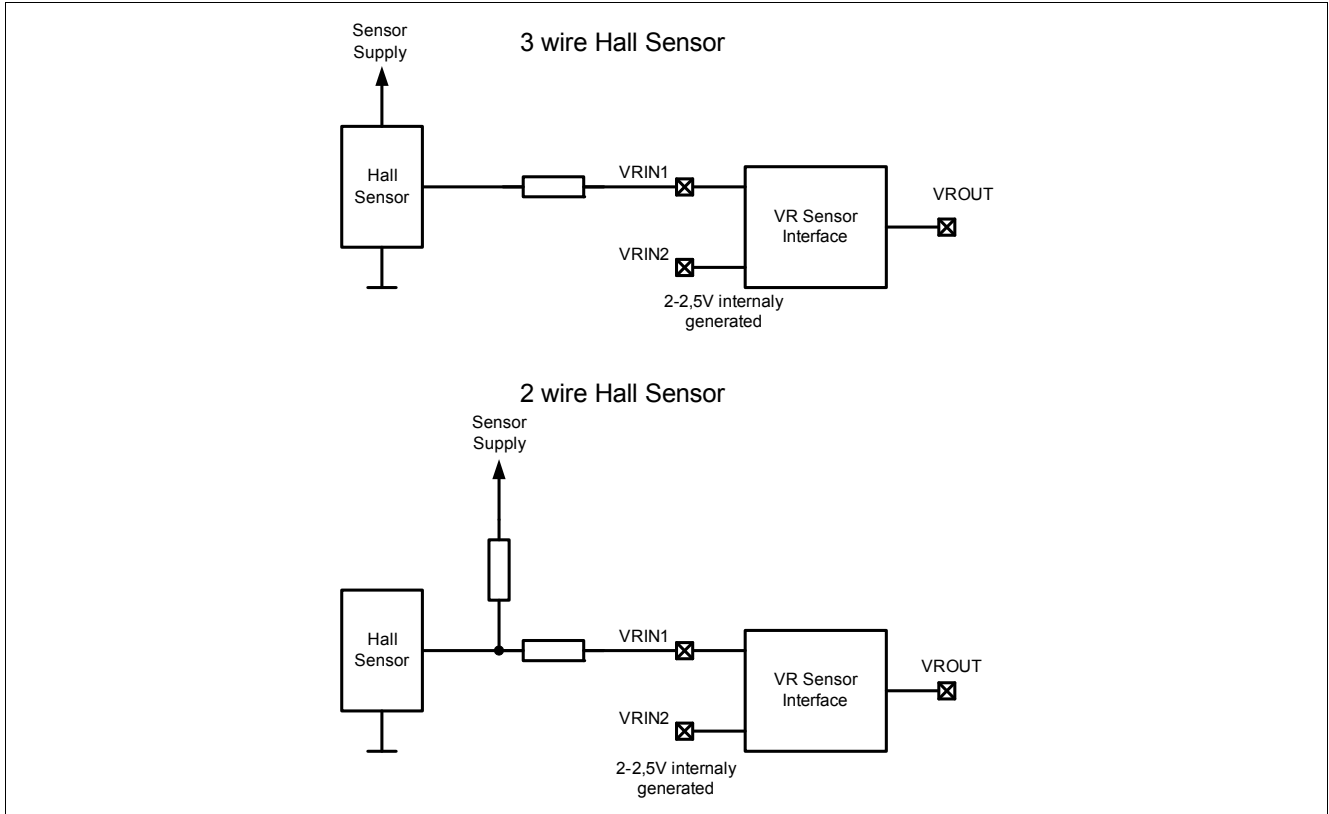 Sensor
Supply
3 wire Hall Sensor
Hall
Sensor
VRIN1
VRIN2
2-2,5V internaly
generated
VR Sensor
Interface
VROUT
2 wire Hall Sensor
Sensor
Supply
Hall
Sensor
VRIN1
VRIN2
2-2,5V internaly
generated
VR Sensor
Interface
VROUT